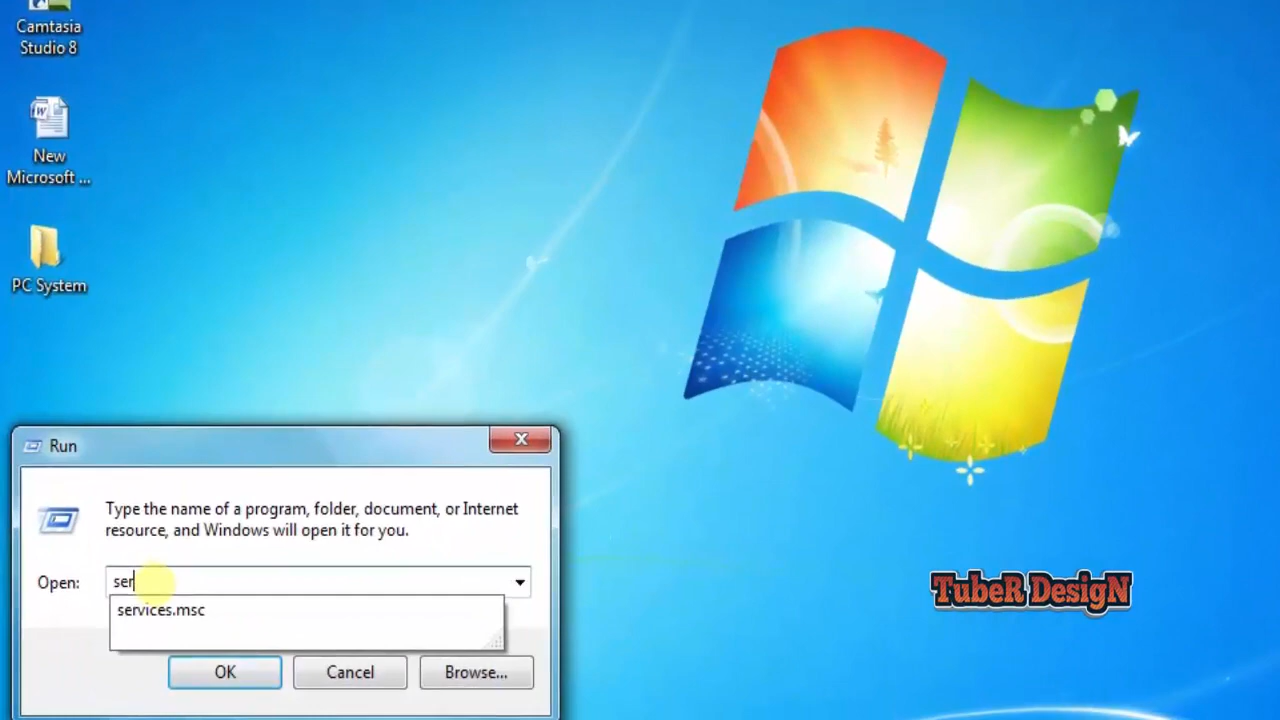 Camtasia
Studio 8
New
Microsoft ...
PC System
Run
X
Type the name of a program, folder, document, or Internet
resource, and Windows will open it for you.
Open:
ser
services.msc
OK
Cancel
Browse...
TubeR DesigN